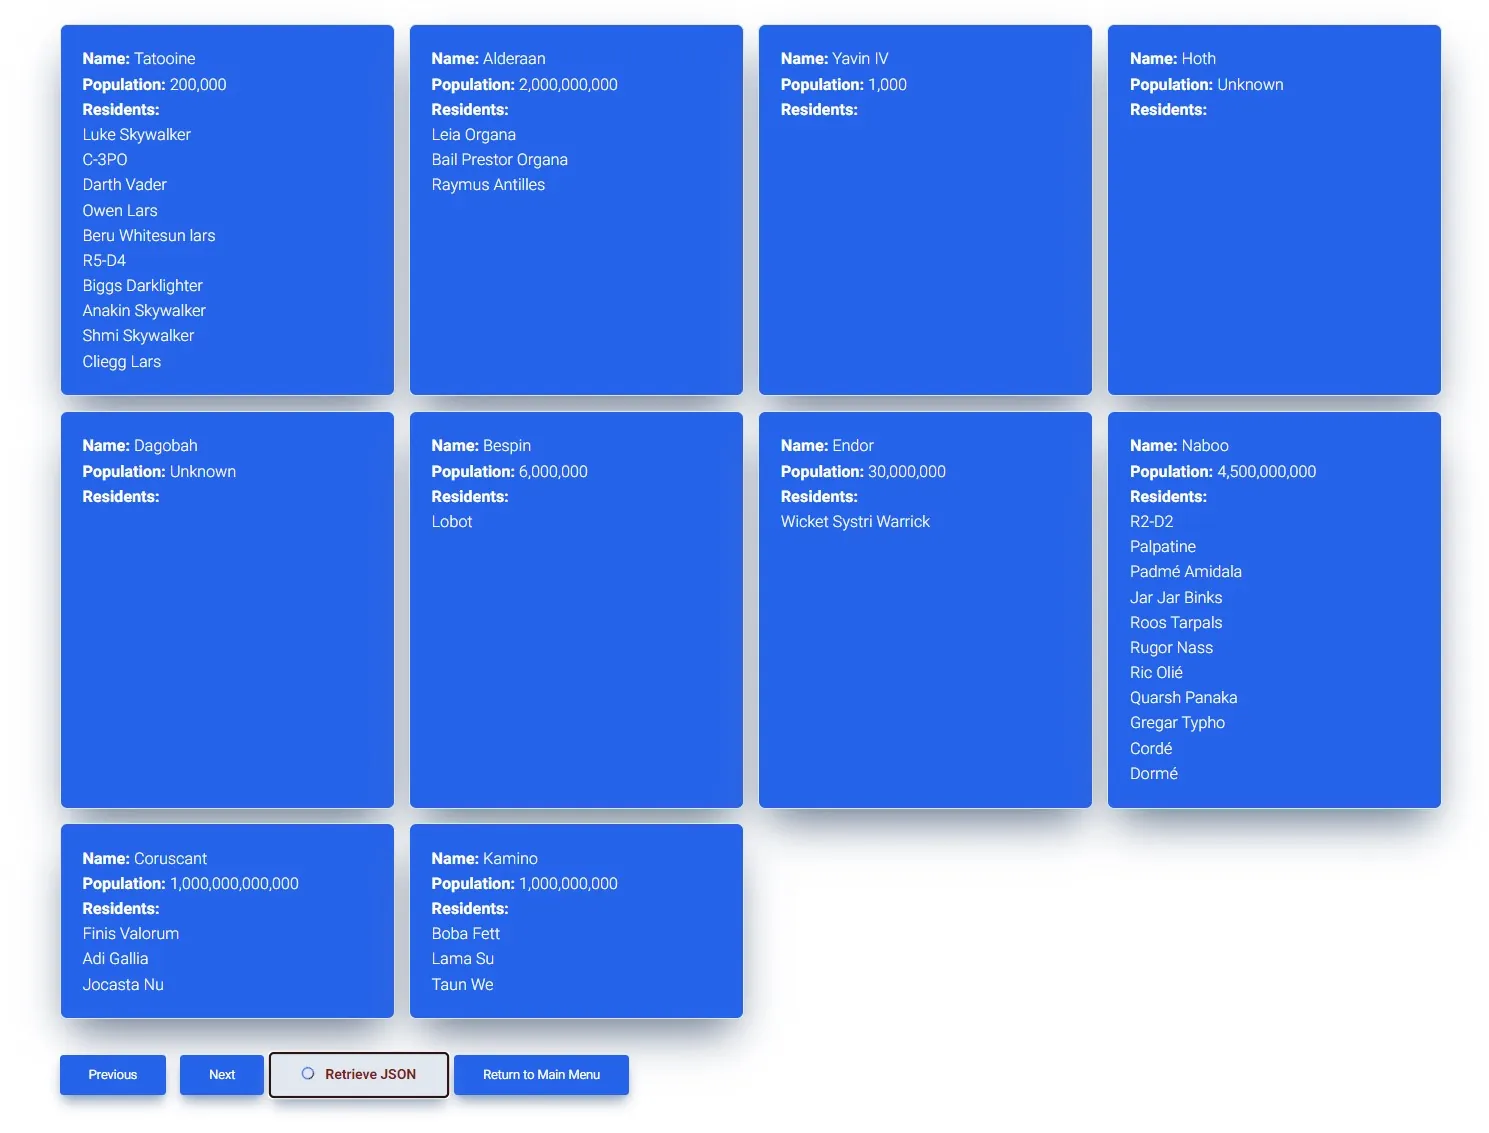 Name: Tatooine
Population: 200,000
Residents:
Luke Skywalker
C-3PO
Darth Vader
Owen Lars
Beru Whitesun lars
R5-D4
Biggs Darklighter
Anakin Skywalker
Shmi Skywalker
Cliegg Lars
Name: Alderaan
Population: 2,000,000,000
Residents:
Leia Organa
Bail Prestor Organa
Raymus Antilles
Name: Yavin IV
Population: 1,000
Residents:
Name: Hoth
Population: Unknown
Residents:
Name: Dagobah
Population: Unknown
Residents:
Name: Bespin
Population: 6,000,000
Residents:
Lobot
Name: Endor
Population: 30,000,000
Residents:
Wicket Systri Warrick
Name: Naboo
Population: 4,500,000,000
Residents:
R2-D2
Palpatine
Padmé Amidala
Jar Jar Binks
Roos Tarpals
Rugor Nass
Ric Olié
Quarsh Panaka
Gregar Typho
Cordé
Dormé
Name: Coruscant
Population: 1,000,000,000,000
Residents:
Finis Valorum
Adi Gallia
Jocasta Nu
Name: Kamino
Population: 1,000,000,000
Residents:
Boba Fett
Lama Su
Taun We
Previous
Next
Retrieve JSON
Return to Main Menu